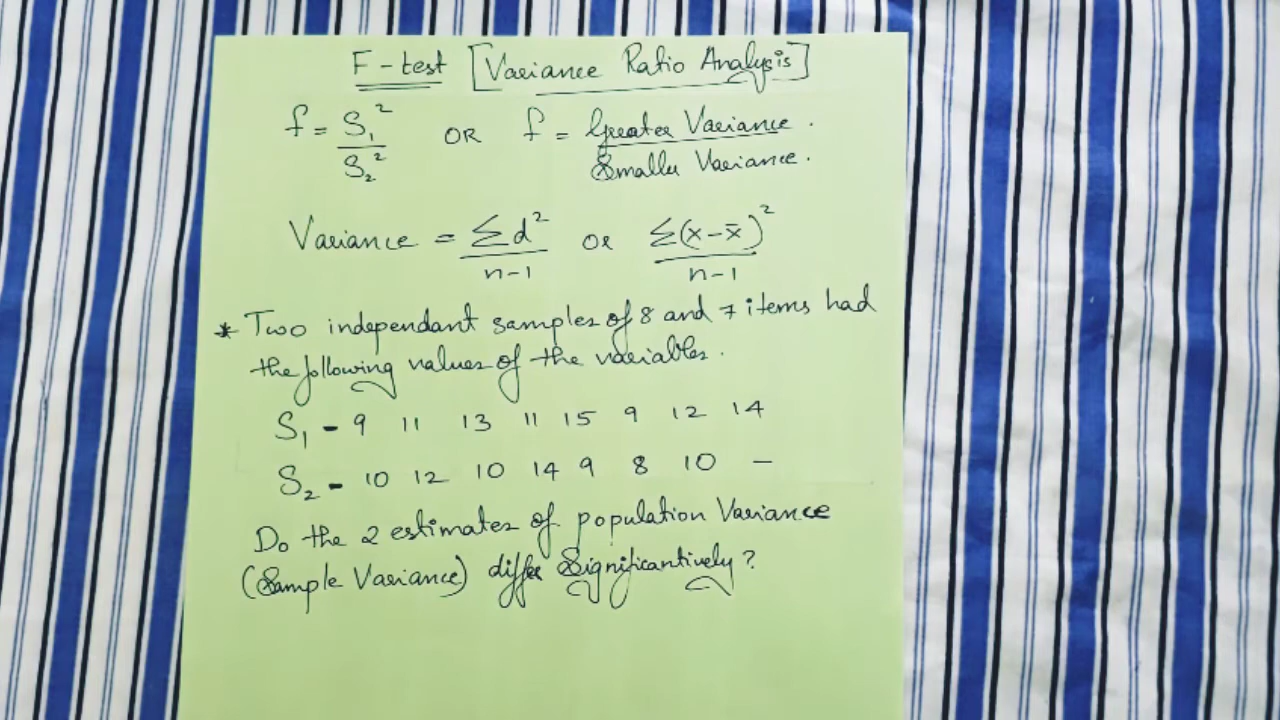 F-test [Variance Ratio Analysis]
f = S₁²/S₂² OR f = Greater Variance. / Smaller Variance.
Variance = ∑d²/n-1 or ∑(x-x̄)²/n-1
* Two independant samples of 8 and 7 items had
the following values of the variables.
S₁ - 9 11 13 11 15 9 12 14
S₂ - 10 12 10 14 9 8 10 —
Do the 2 estimates of population Variance
(Sample Variance) differ Significantively?